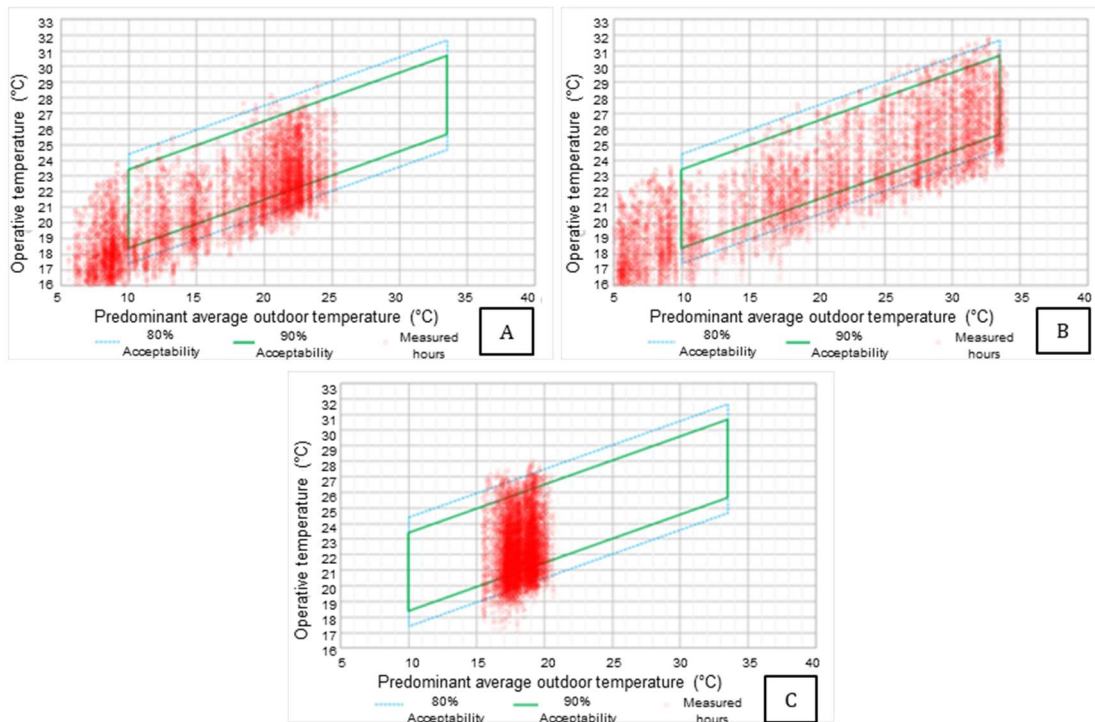 33
32
31
30
29
28
27
26
25
24
23
22
21
20
19
18
17
16
Operative temperature (°C)
5 10 15 20 25 30 35 40
Predominant average outdoor temperature (°C)
80% Acceptability
90% Acceptability
Measured hours
A
33
32
31
30
29
28
27
26
25
24
23
22
21
20
19
18
17
16
Operative temperature (°C)
5 10 15 20 25 30 35 40
Predominant average outdoor temperature (°C)
80% Acceptability
90% Acceptability
Measured hours
B
33
32
31
30
29
28
27
26
25
24
23
22
21
20
19
18
17
16
Operative temperature (°C)
5 10 15 20 25 30 35 40
Predominant average outdoor temperature (°C)
80% Acceptability
90% Acceptability
Measured hours
C